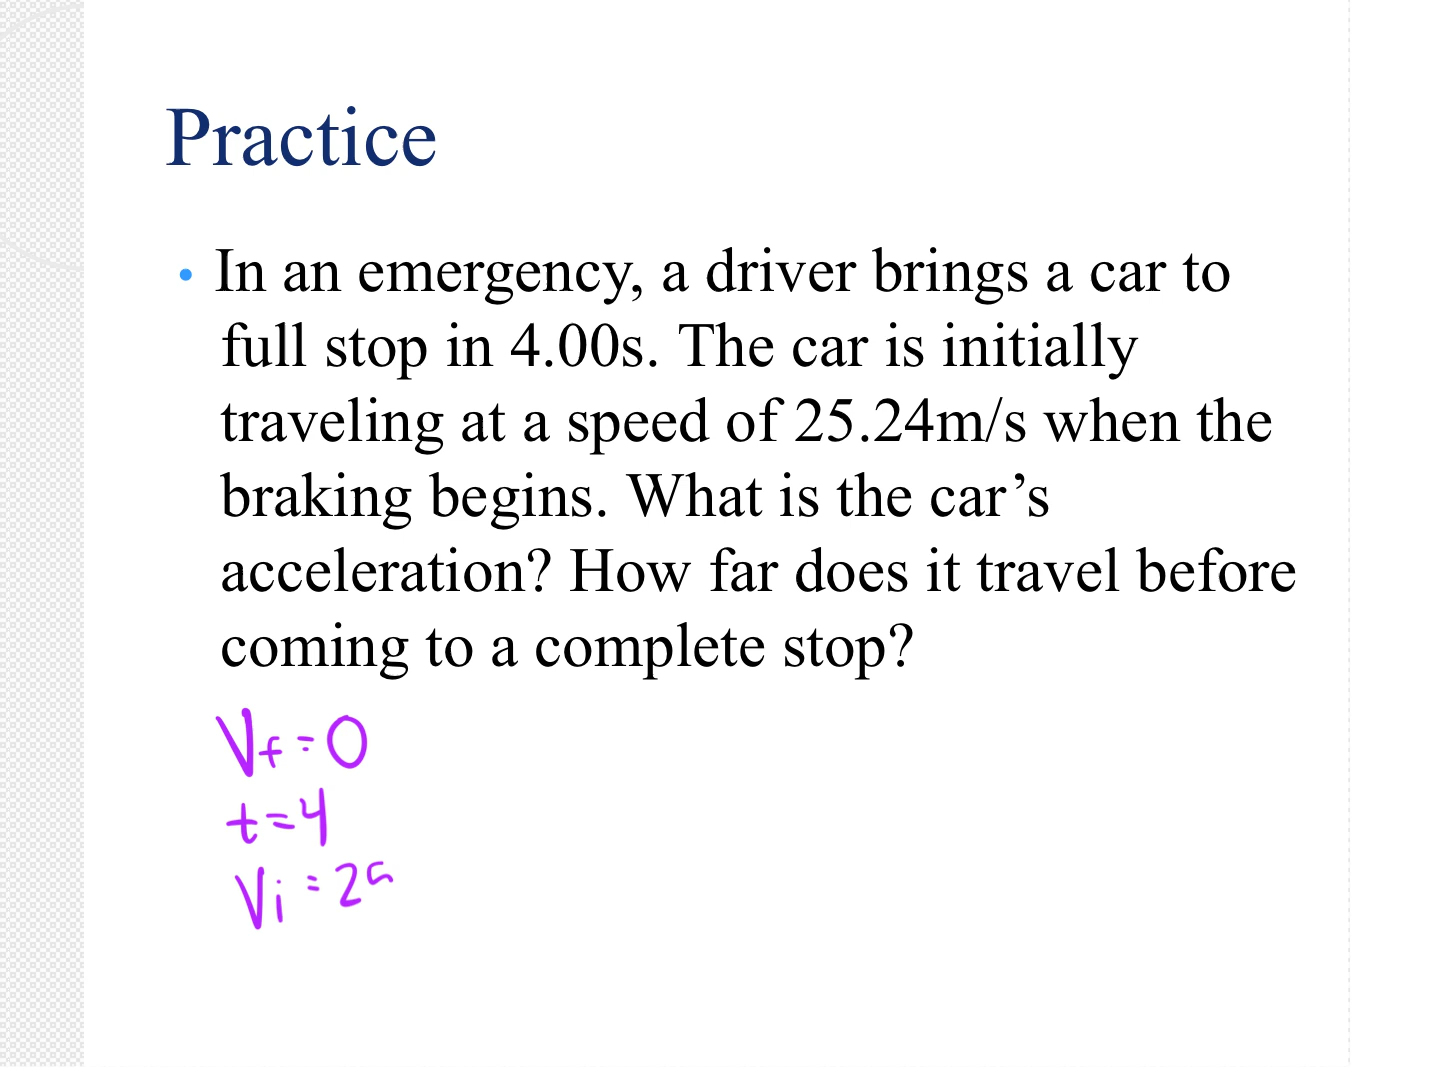 Practice
• In an emergency, a driver brings a car to
full stop in 4.00s. The car is initially
traveling at a speed of 25.24m/s when the
braking begins. What is the car’s
acceleration? How far does it travel before
coming to a complete stop?
Vf=0
t=4
Vi=25